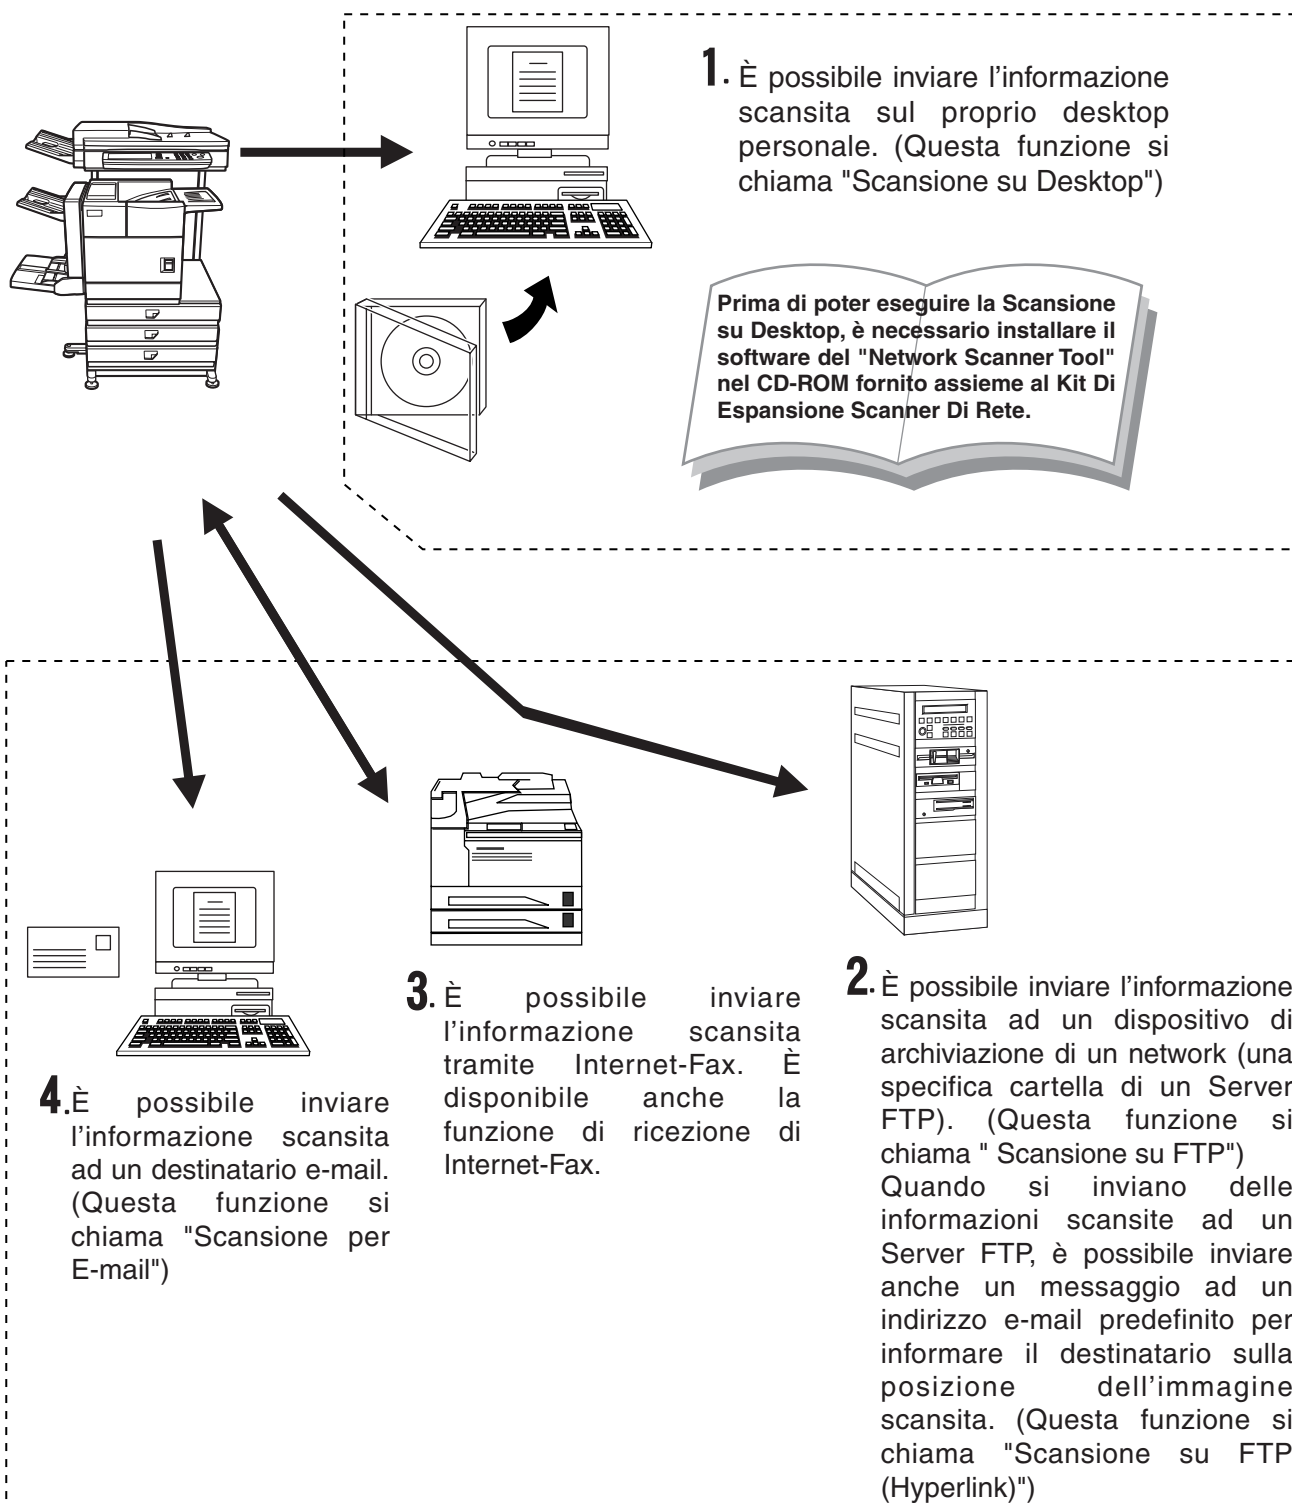 1. È possibile inviare l'informazione
scansita sul proprio desktop
personale. (Questa funzione si
chiama "Scansione su Desktop")
Prima di poter eseguire la Scansione
su Desktop, è necessario installare il
software del "Network Scanner Tool"
nel CD-ROM fornito assieme al Kit Di
Espansione Scanner Di Rete.
2. È possibile inviare l'informazione
scansita ad un dispositivo di
archiviazione di un network (una
specifica cartella di un Server
FTP). (Questa funzione si
chiama " Scansione su FTP")
Quando si inviano delle
informazioni scansite ad un
Server FTP, è possibile inviare
anche un messaggio ad un
indirizzo e-mail predefinito per
informare il destinatario sulla
posizione dell'immagine
scansita. (Questa funzione si
chiama "Scansione su FTP
(Hyperlink)")
3. È possibile inviare
l'informazione scansita
tramite Internet-Fax. È
disponibile anche la
funzione di ricezione di
Internet-Fax.
4. È possibile inviare
l'informazione scansita
ad un destinatario e-mail.
(Questa funzione si
chiama "Scansione per
E-mail")